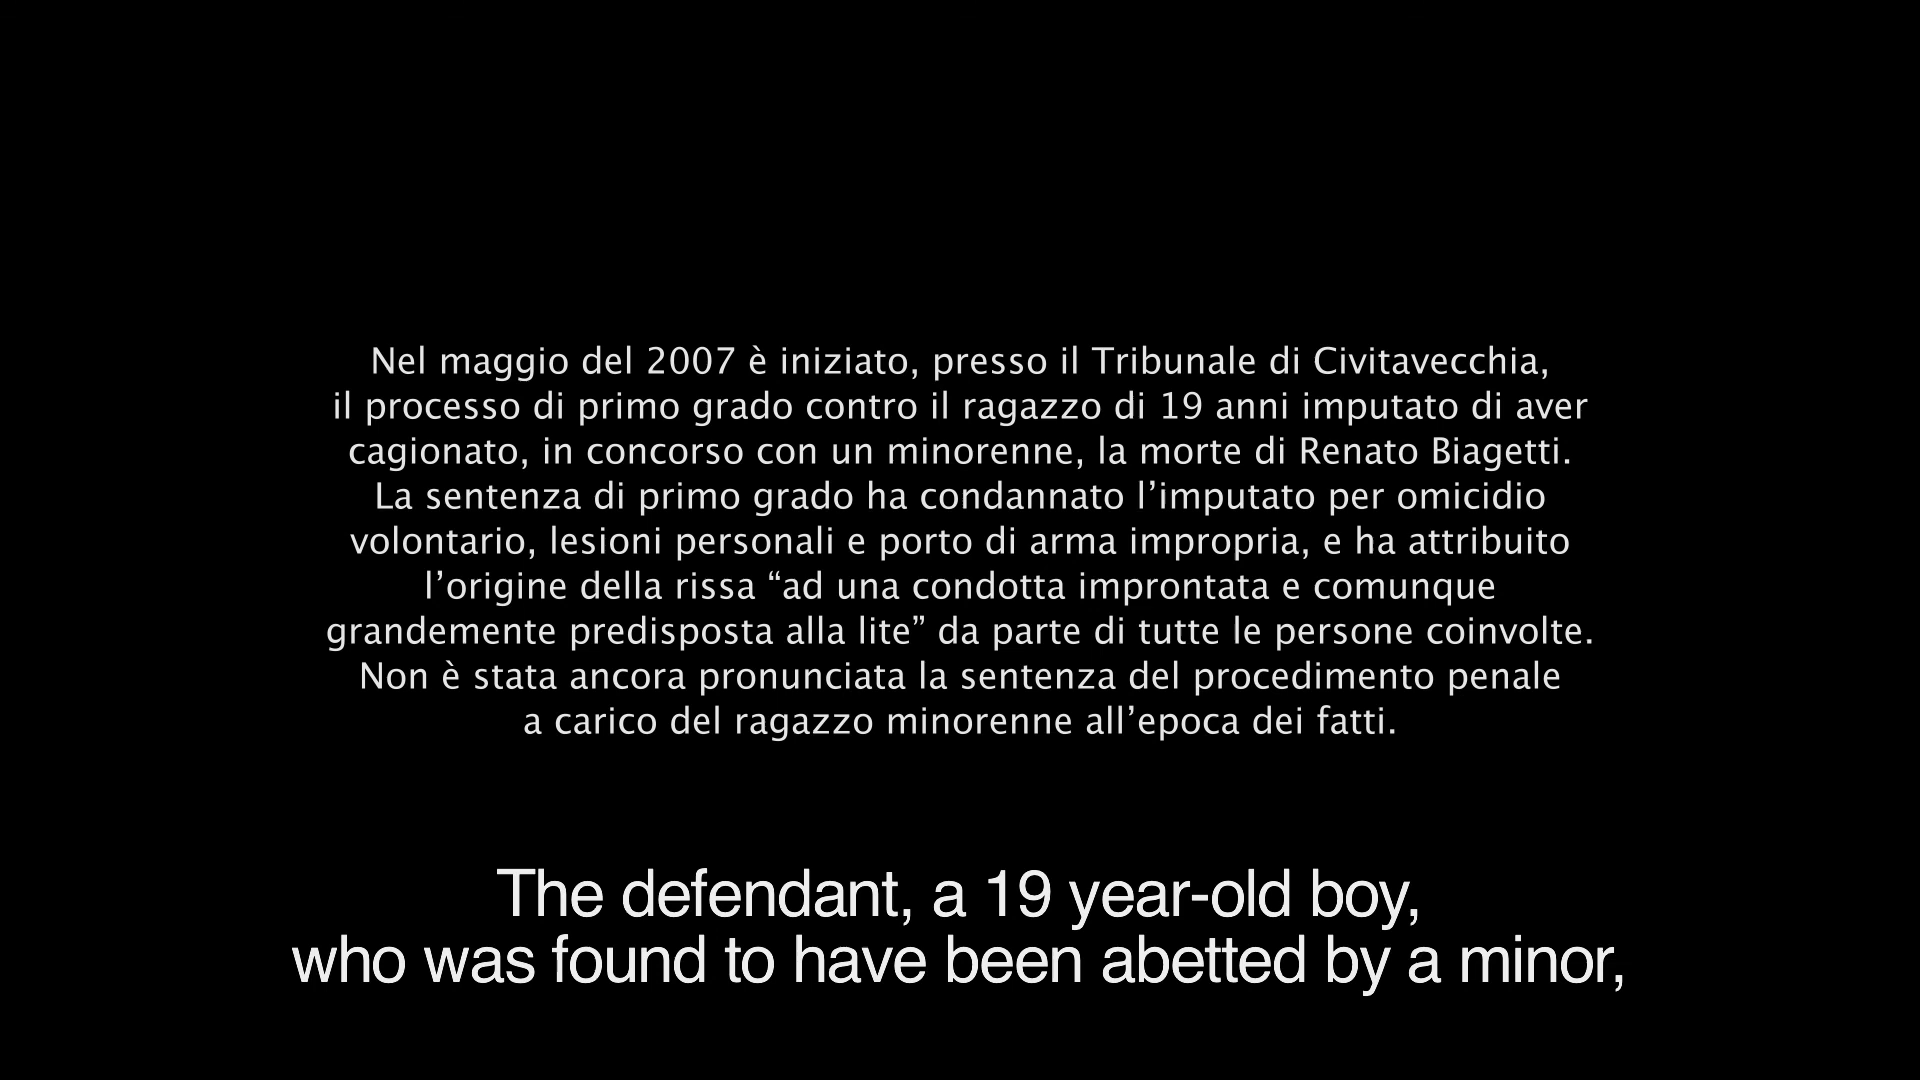 Nel maggio del 2007 è iniziato, presso il Tribunale di Civitavecchia,
il processo di primo grado contro il ragazzo di 19 anni imputato di aver
cagionato, in concorso con un minorenne, la morte di Renato Biagetti.
La sentenza di primo grado ha condannato l’imputato per omicidio
volontario, lesioni personali e porto di arma impropria, e ha attribuito
l’origine della rissa “ad una condotta improntata e comunque
grandemente predisposta alla lite” da parte di tutte le persone coinvolte.
Non è stata ancora pronunciata la sentenza del procedimento penale
a carico del ragazzo minorenne all’epoca dei fatti.
The defendant, a 19 year-old boy,
who was found to have been abetted by a minor,